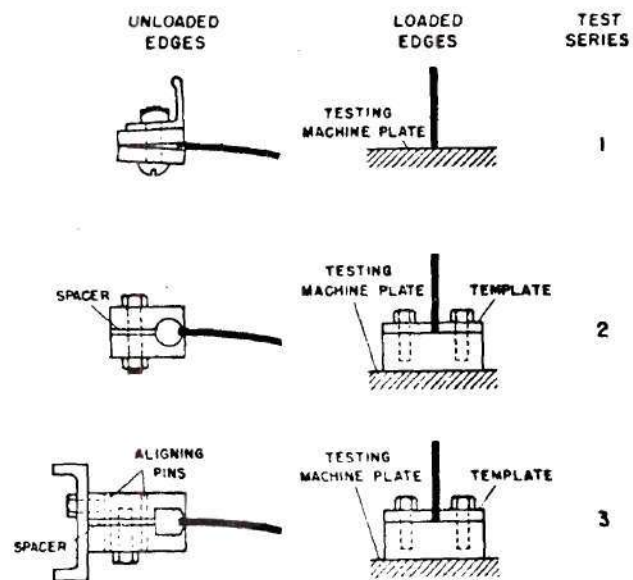 UNLOADED
EDGES
LOADED
EDGES
TEST
SERIES
TESTING
MACHINE PLATE
1
SPACER
TESTING
MACHINE PLATE
TEMPLATE
2
ALIGNING
PINS
SPACER
TESTING
MACHINE PLATE
TEMPLATE
3